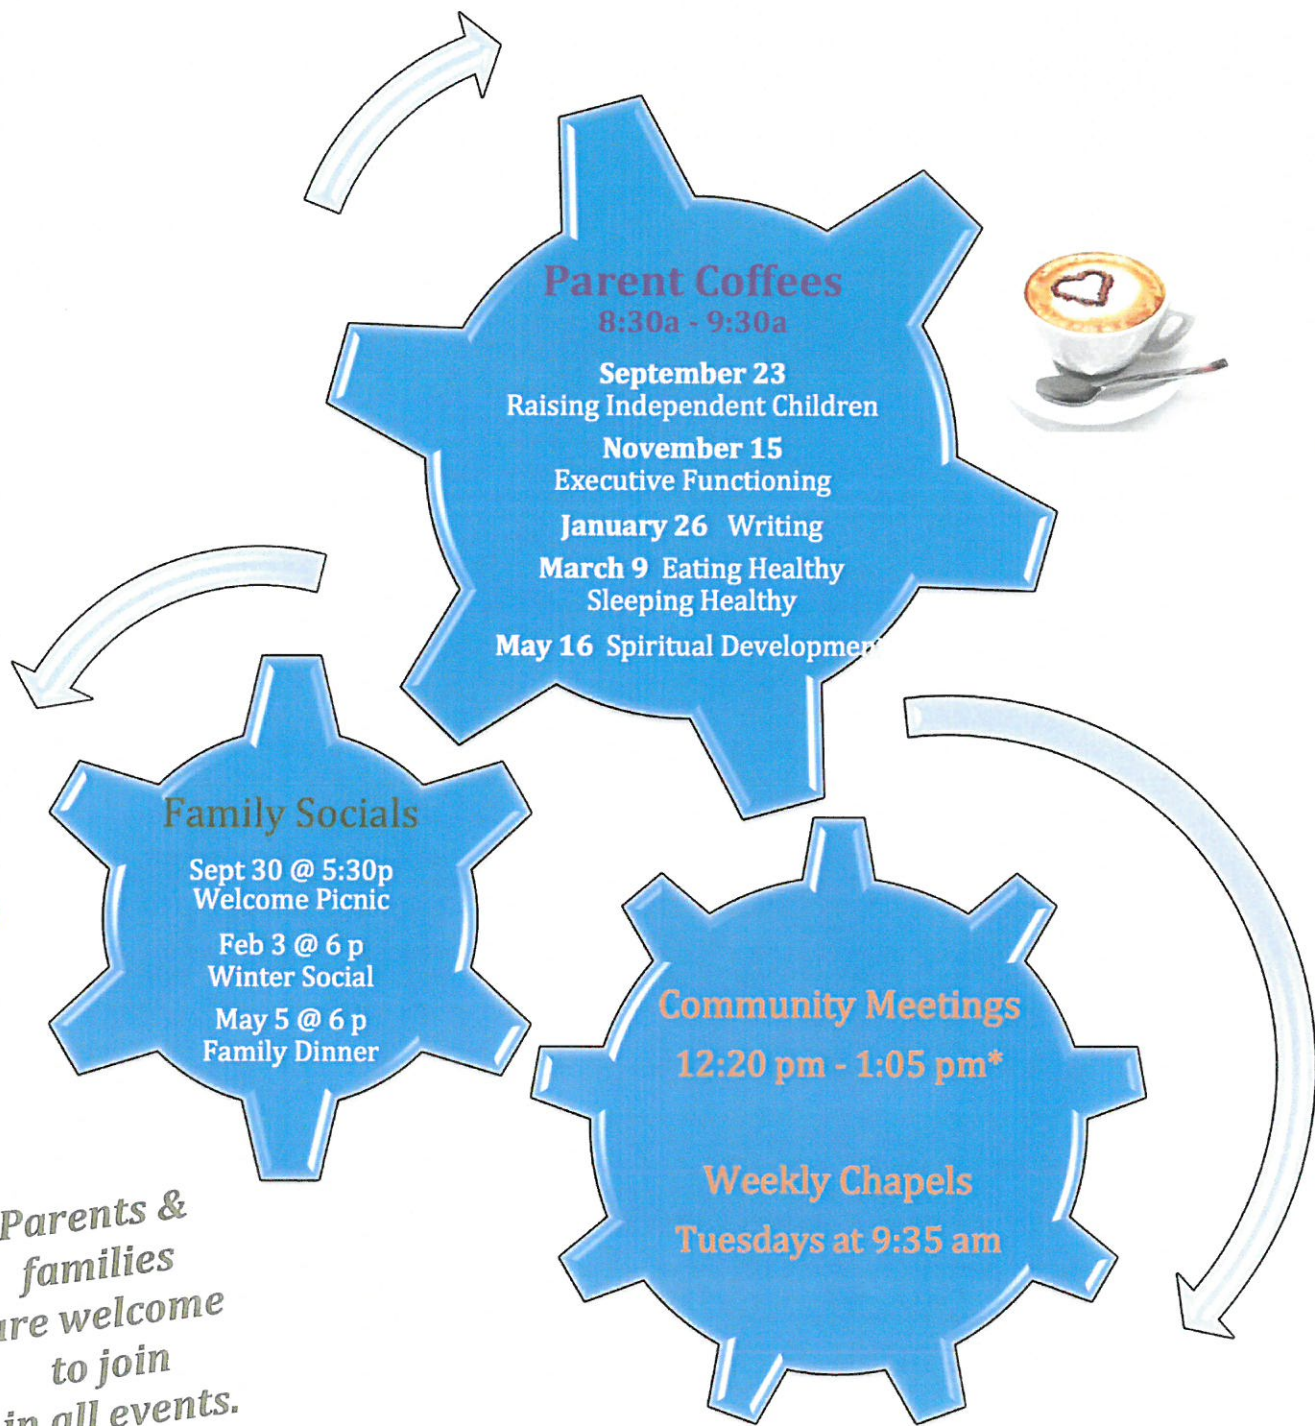 Parent Coffees
8:30a - 9:30a
September 23
Raising Independent Children
November 15
Executive Functioning
January 26 Writing
March 9 Eating Healthy
Sleeping Healthy
May 16 Spiritual Developmen
Family Socials
Sept 30 @ 5:30p
Welcome Picnic
Feb 3 @ 6 p
Winter Social
May 5 @ 6 p
Family Dinner
Community Meetings
12:20 pm - 1:05 pm*
Weekly Chapels
Tuesdays at 9:35 am
Parents &
families
are welcome
to join
in all events.